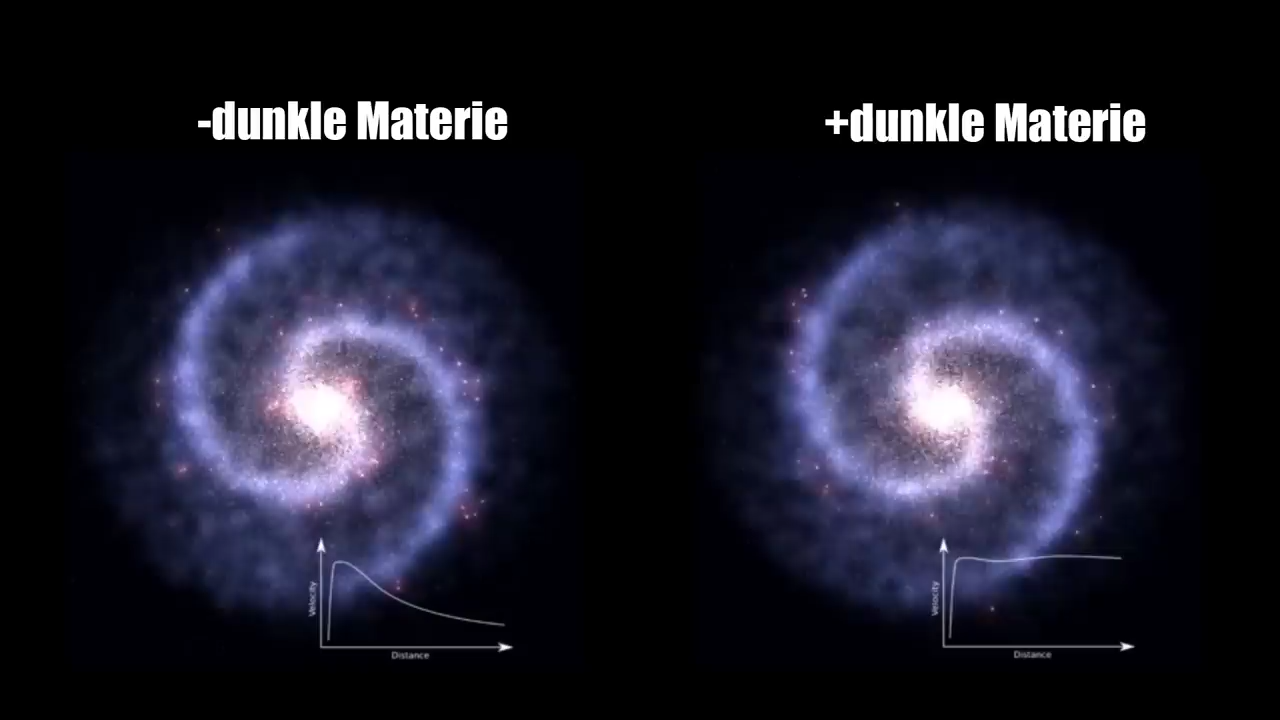 -dunkle Materie
+dunkle Materie
Velocity
Distance
Velocity
Distance